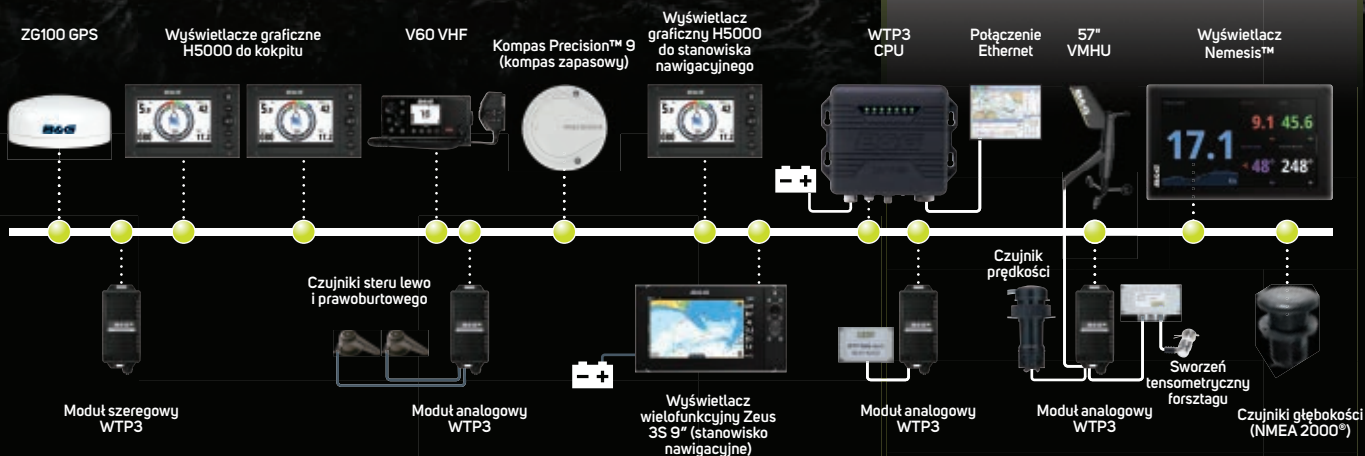 ZG100 GPS
Wyświetlacze graficzne
H5000 do kokpitu
V60 VHF
Kompas Precision™ 9
(kompas zapasowy)
Wyświetlacz
graficzny H5000
do stanowiska
nawigacyjnego
WTP3
CPU
Połączenie
Ethernet
57"
VMHU
Wyświetlacz
Nemesis™
B&G
17.1
9.1 45.6
48° 248°
Czujniki steru lewo
i prawoburtowego
Czujnik
prędkości
Moduł szeregowy
WTP3
Moduł analogowy
WTP3
Wyświetlacz
wielofunkcyjny Zeus
3S 9” (stanowisko
nawigacyjne)
Moduł analogowy
WTP3
Moduł analogowy
WTP3
Sworzeń
tensometryczny
forsztagu
Czujniki głębokości
(NMEA 2000®)